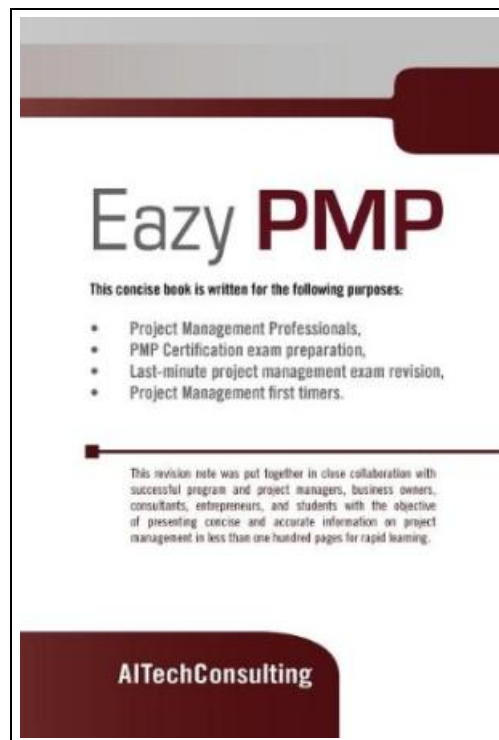 Eazy PMP
This concise book is written for the following purposes:
• Project Management Professionals,
• PMP Certification exam preparation,
• Last-minute project management exam revision,
• Project Management first timers.
This revision note was put together in close collaboration with
successful program and project managers, business owners,
consultants, entrepreneurs, and students with the objective
of presenting concise and accurate information on project
management in less than one hundred pages for rapid learning.
AITechConsulting